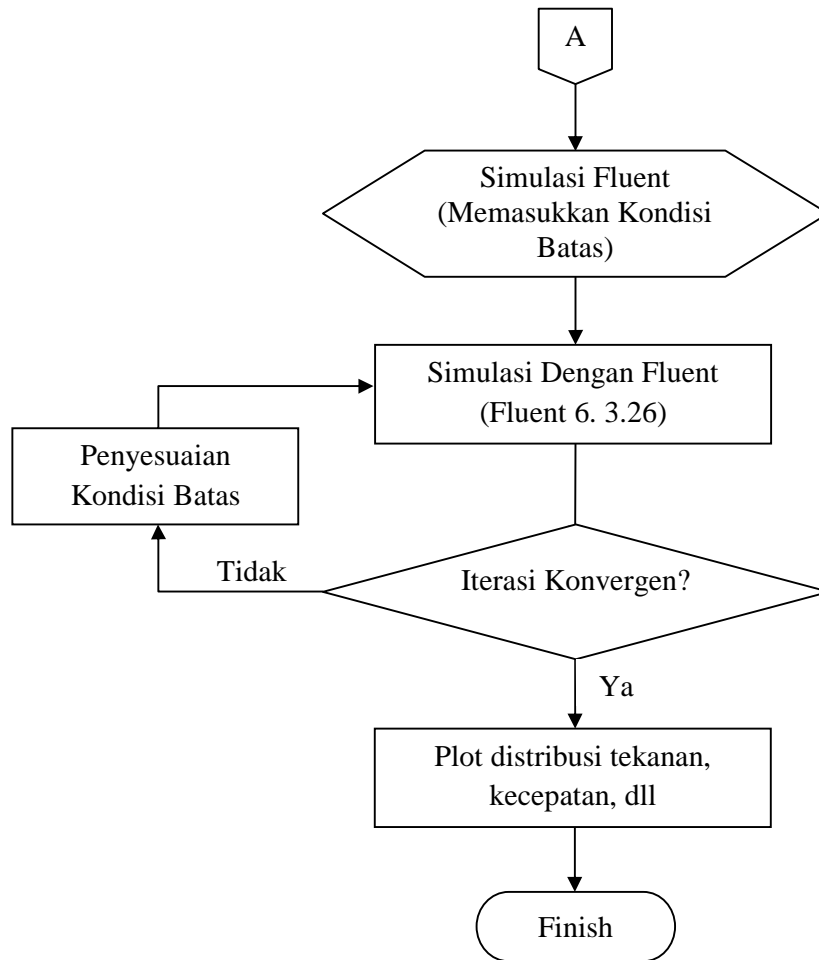 A
Simulasi Fluent
(Memasukkan Kondisi
Batas)
Simulasi Dengan Fluent
(Fluent 6. 3.26)
Penyesuaian
Kondisi Batas
Tidak
Iterasi Konvergen?
Ya
Plot distribusi tekanan,
kecepatan, dll
Finish